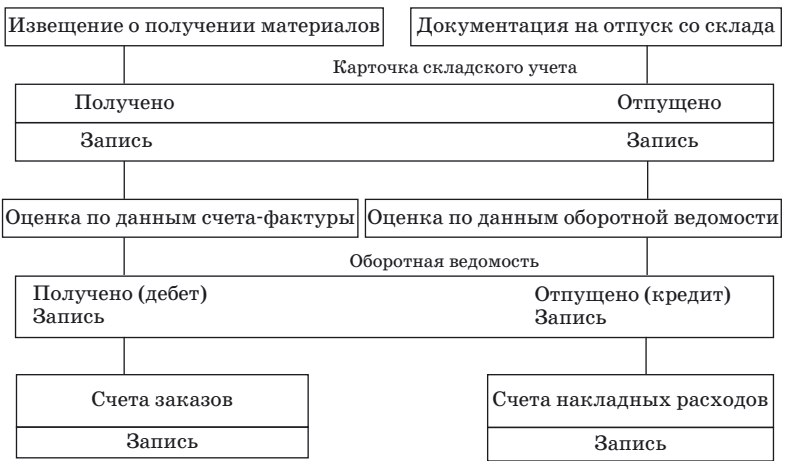 Извещение о получении материалов
Документация на отпуск со склада
Карточка складского учета
Получено
Отпущено
Запись
Запись
Оценка по данным счета-фактуры
Оценка по данным оборотной ведомости
Оборотная ведомость
Получено (дебет)
Запись
Отпущено (кредит)
Запись
Счета заказов
Счета накладных расходов
Запись
Запись